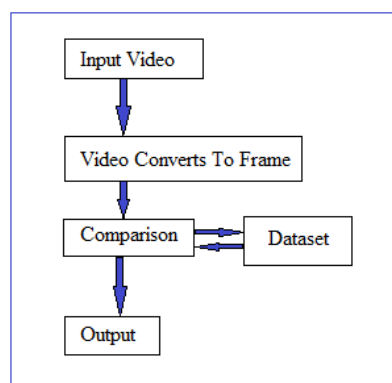 Input Video
Video Converts To Frame
Comparison
Dataset
Output